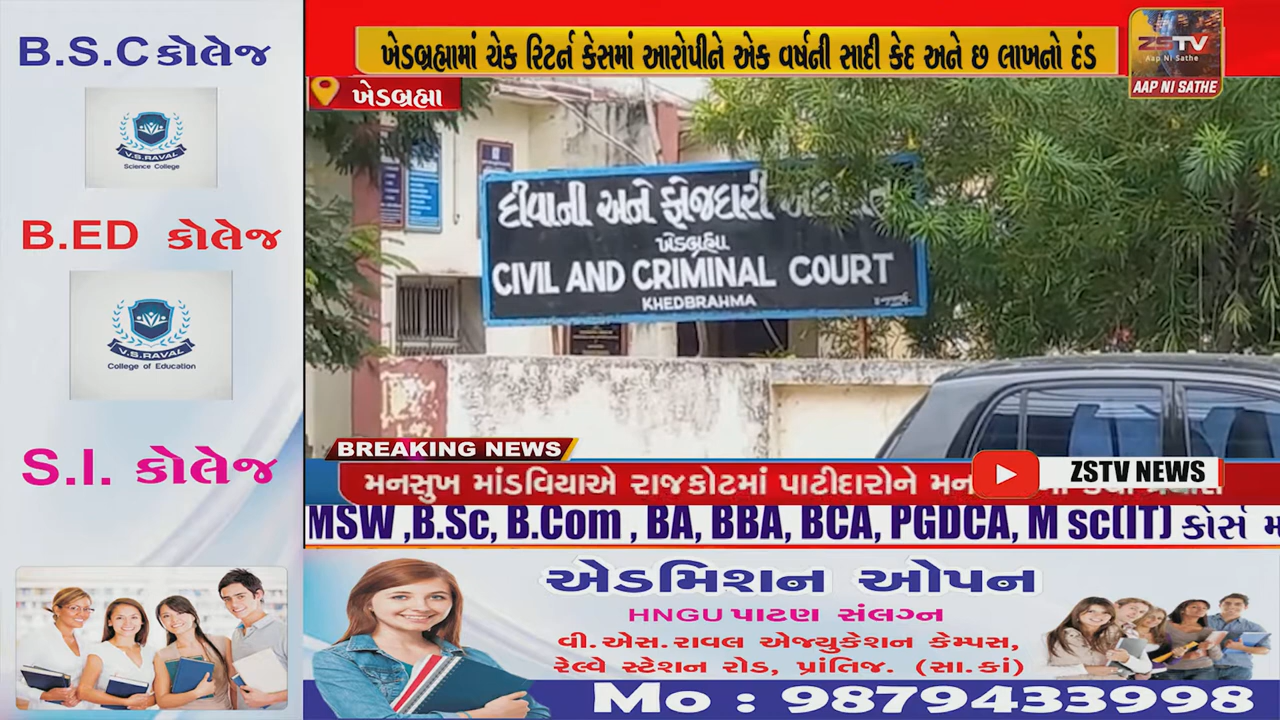 B.S.C કોલેજ
V.S.RAVAL
Science College
B.ED કોલેજ
V.S.RAVAL
College of Education
S.I. કોલેજ
ખેડબ્રહ્મામાં ચેક રિટર્ન કેસમાં આરોપીને એક વર્ષની સાદી કેદ અને છ લાખનો દંડ
ZSTV
Aap Ni Sathe
AAP NI SATHE
ખેડબ્રહ્મા
દીવાની અને ફોજદારી
ખેડબ્રહ્મા
CIVIL AND CRIMINAL COURT
KHEDBRAHMA
BREAKING NEWS
મનસુખ માંડવિયાએ રાજકોટમાં પાટીદારોને
ZSTV NEWS
MSW ,B.Sc, B.Com , BA, BBA, BCA, PGDCA, M sc(IT) કોર્સ
એડમિશન ઓપન
HNGU પાટણ સંલગ્ન
વી.એસ.રાવલ એજ્યુકેશન કેમ્પસ,
રેલ્વે સ્ટેશન રોડ, પ્રાંતિજ. (સા.કાં)
Mo : 9879433998